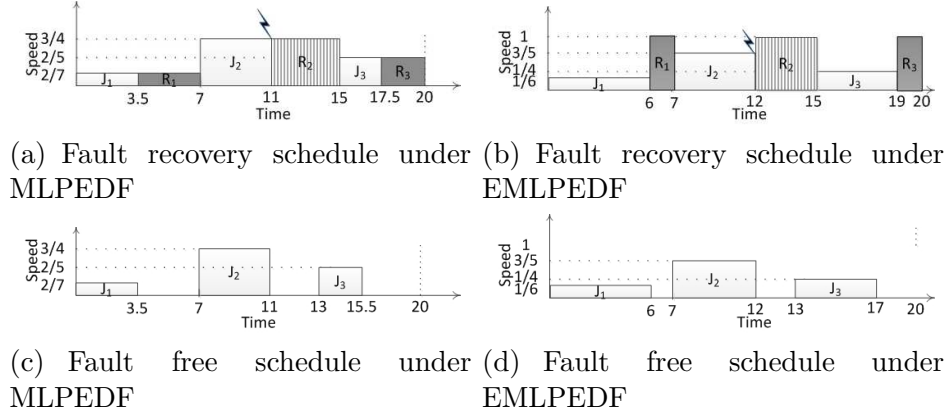 Speed
3/4
2/5
2/7
J1
R1
J2
R2
J3
R3
3.5
7
11
15
17.5
20
Time
Speed
1
3/5
1/4
1/6
J1
R1
J2
R2
J3
R3
6
7
12
15
19
20
Time
(a) Fault recovery schedule under
MLPEDF
(b) Fault recovery schedule under
EMLPEDF
Speed
3/4
2/5
2/7
J1
J2
J3
3.5
7
11
13
15.5
20
Time
Speed
1
3/5
1/4
1/6
J1
J2
J3
6
7
12
13
17
20
Time
(c) Fault free schedule under
MLPEDF
(d) Fault free schedule under
EMLPEDF